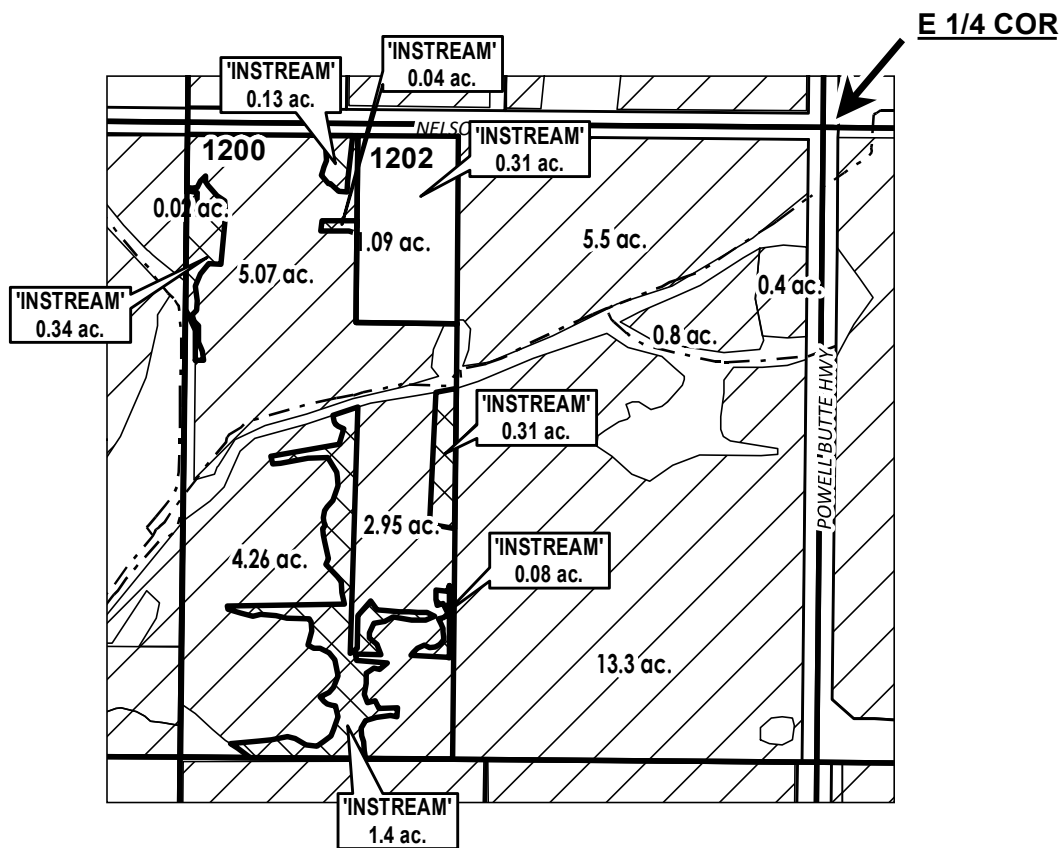 E 1/4 COR
'INSTREAM'
0.04 ac.
'INSTREAM'
0.13 ac.
'INSTREAM'
0.31 ac.
1200
1202
0.02 ac.
.09 ac.
5.5 ac.
5.07 ac.
0.4 ac.
'INSTREAM'
0.34 ac.
0.8 ac.
POWELL BUTTE HWY
'INSTREAM'
0.31 ac.
2.95 ac.
4.26 ac.
'INSTREAM'
0.08 ac.
13.3 ac.
'INSTREAM'
1.4 ac.